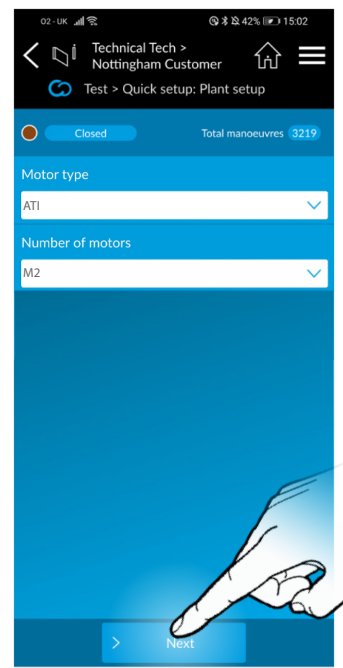 O2 - UK 42% 15:02
Technical Tech >
Nottingham Customer
Test > Quick setup: Plant setup
Closed Total manoeuvres 3219
Motor type
ATI
Number of motors
M2
> Next